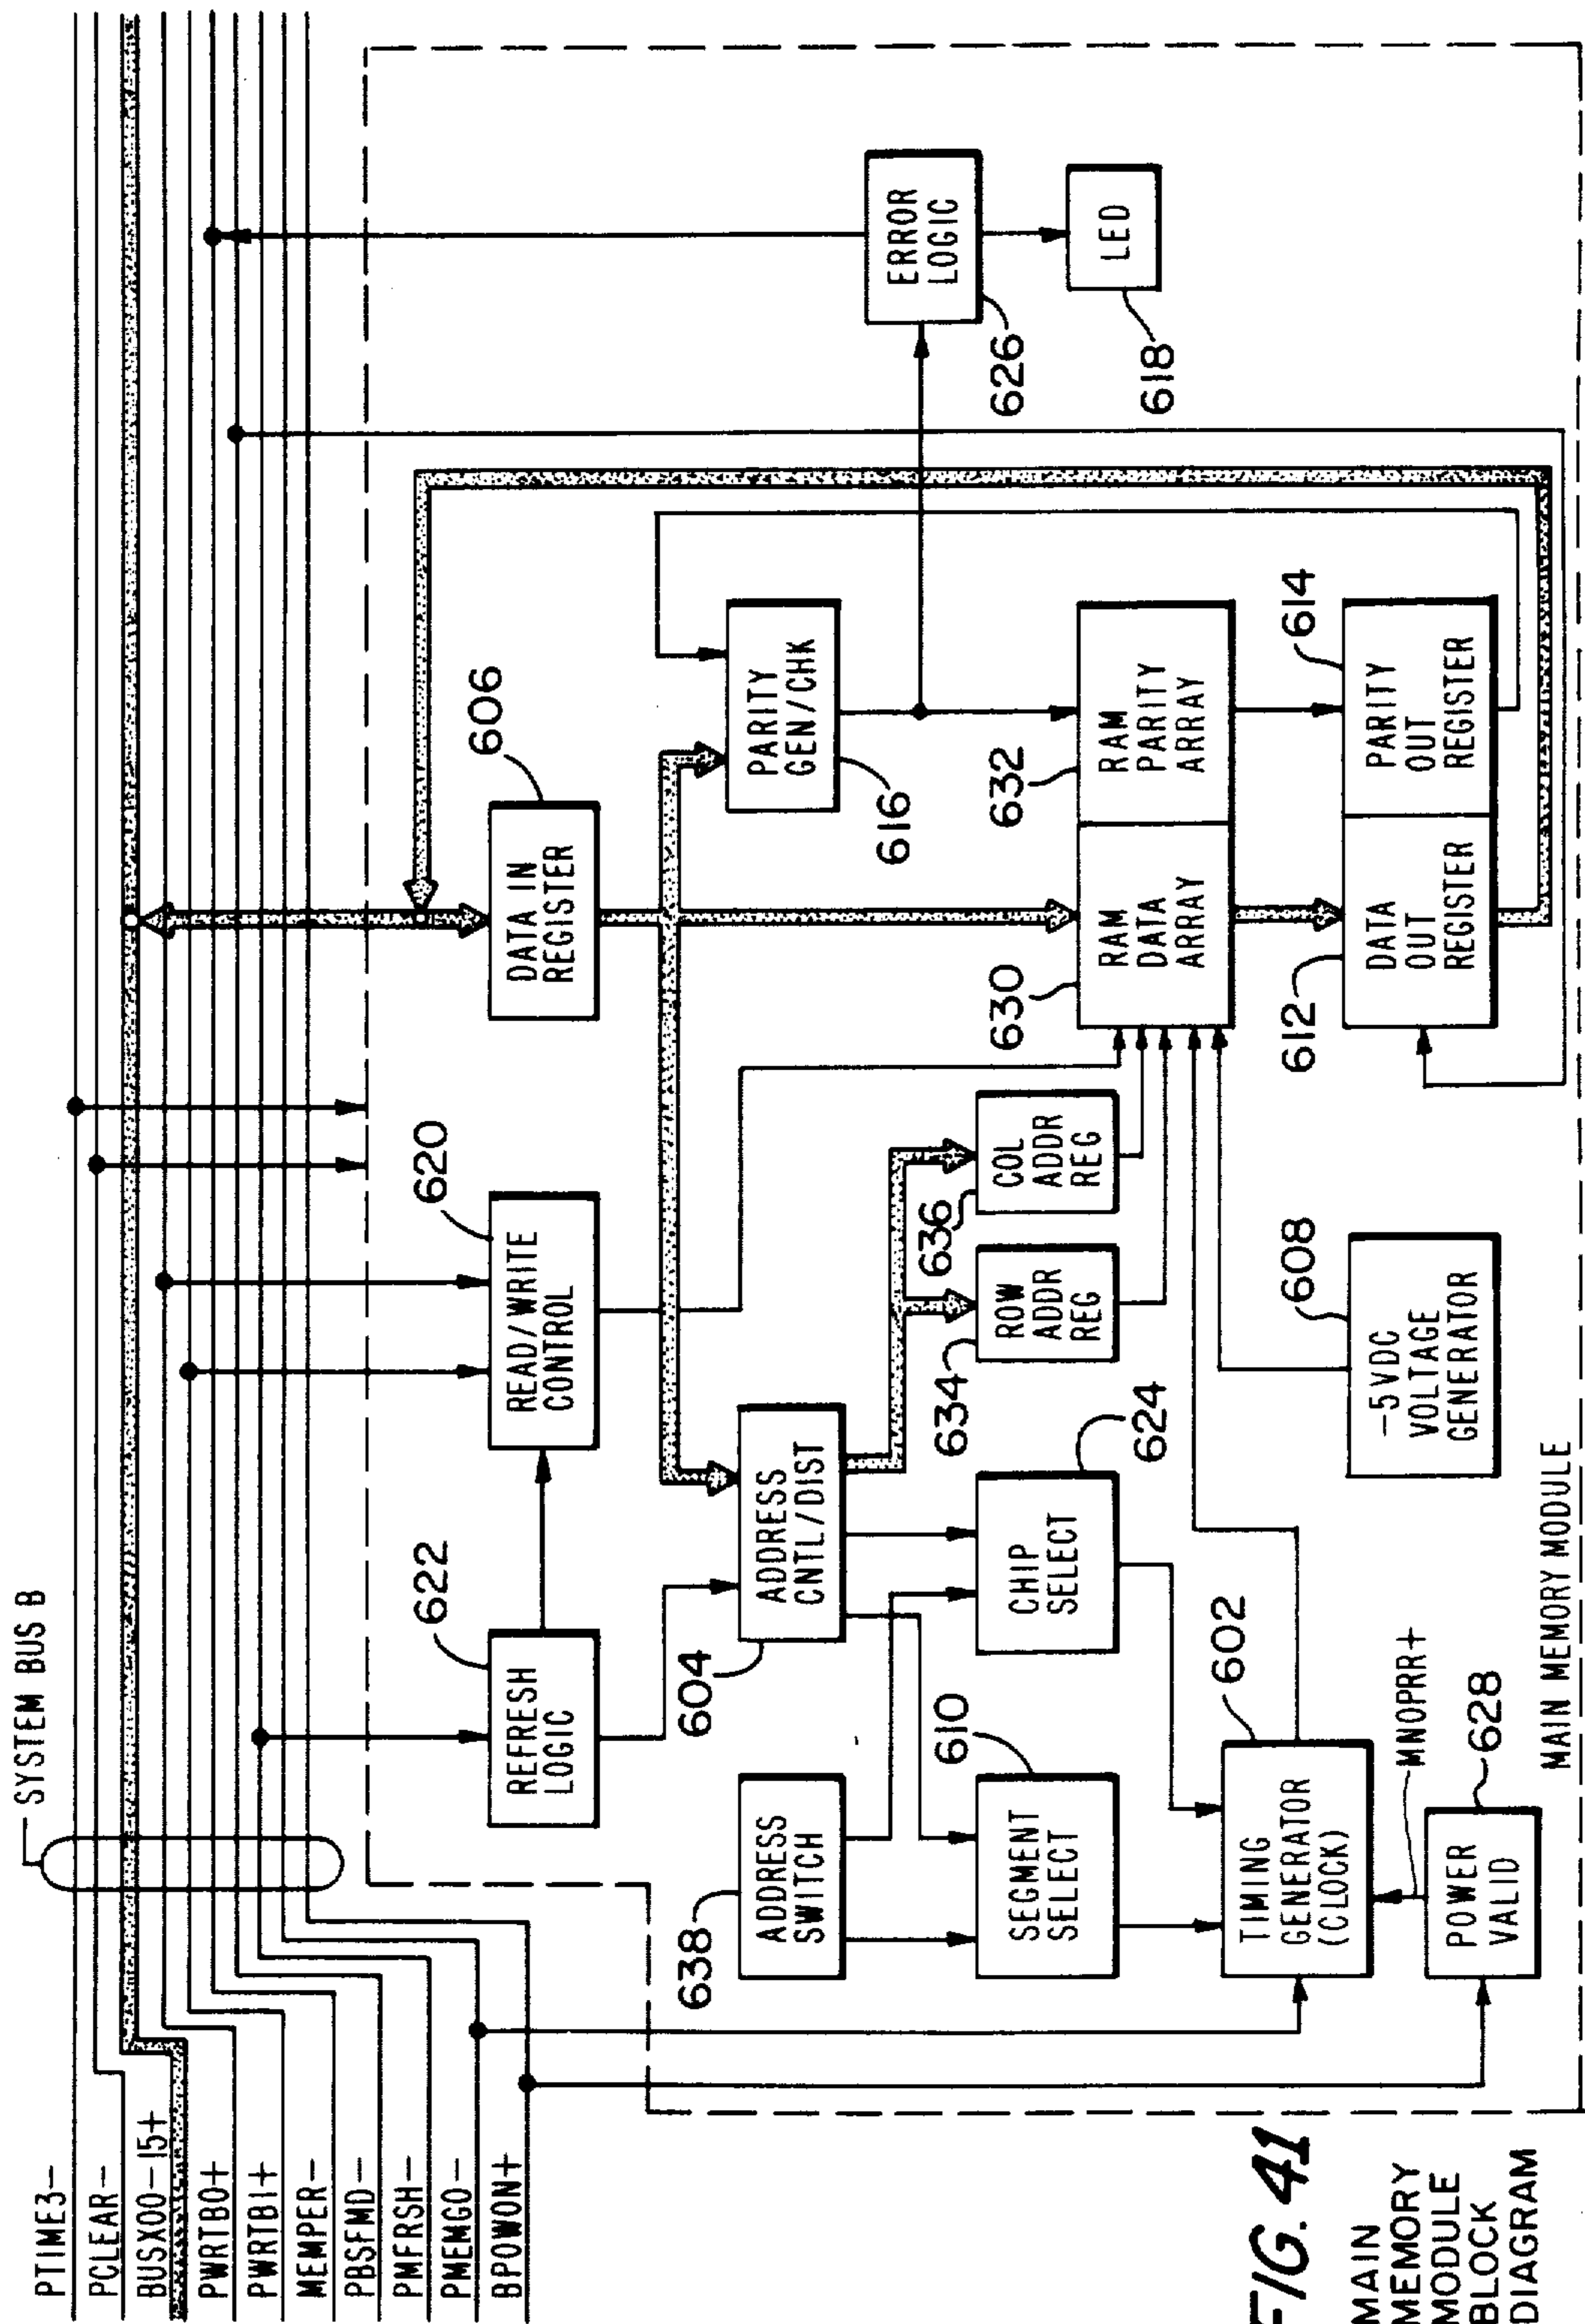 SYSTEM BUS B
PTIME3-
PCLEAR-
BUSX00-15+
PWRTB0+
PWRTB1+
MEMPER-
PBSFMD-
PMFRSH-
PMEMGO-
BPOWON+
622
REFRESH
LOGIC
620
READ/WRITE
CONTROL
606
DATA IN
REGISTER
638
ADDRESS
SWITCH
604
ADDRESS
CNTL/DIST
616
PARITY
GEN/CHK
626
ERROR
LOGIC
618
LED
610
SEGMENT
SELECT
624
CHIP
SELECT
634
ROW
ADDR
REG
636
COL
ADDR
REG
630
RAM
DATA
ARRAY
632
RAM
PARITY
ARRAY
602
TIMING
GENERATOR
(CLOCK)
MNOPRR+
628
POWER
VALID
608
-5VDC
VOLTAGE
GENERATOR
612
DATA
OUT
REGISTER
614
PARITY
OUT
REGISTER
MAIN MEMORY MODULE
FIG. 41
MAIN
MEMORY
MODULE
BLOCK
DIAGRAM